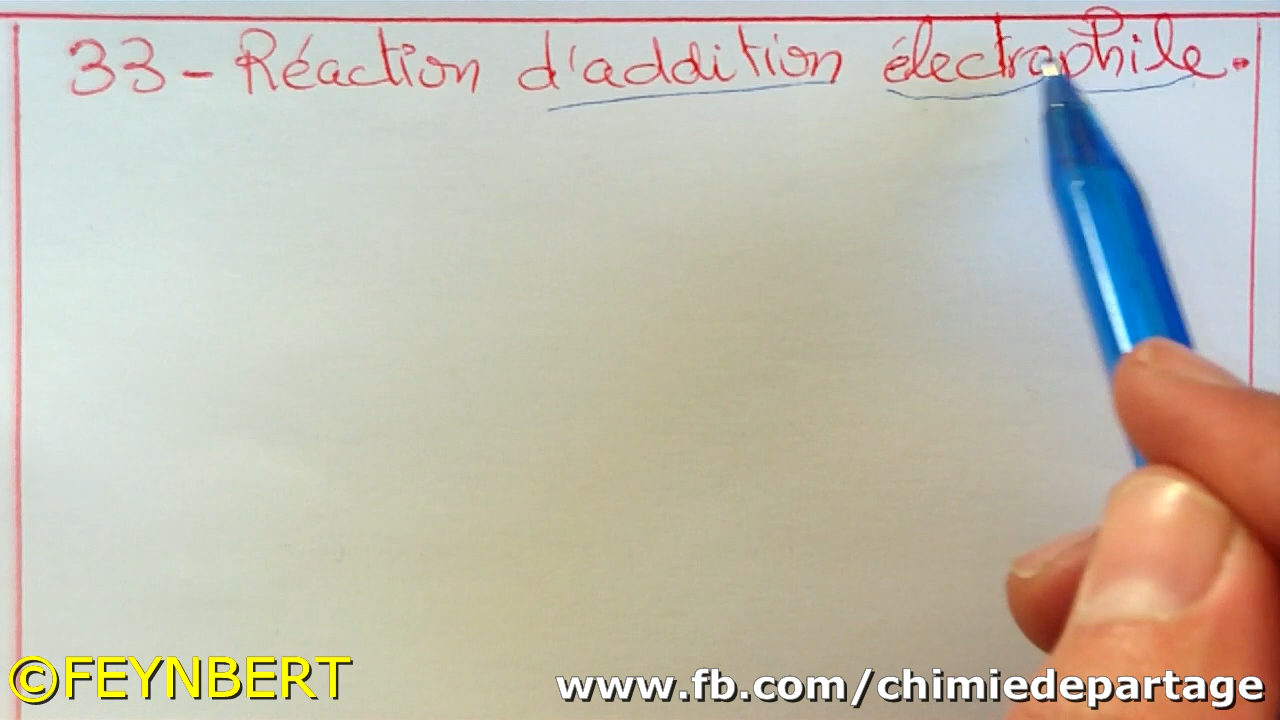 33 - Réaction d'addition électrophile.
©FEYNBERT
www.fb.com/chimiedepartage